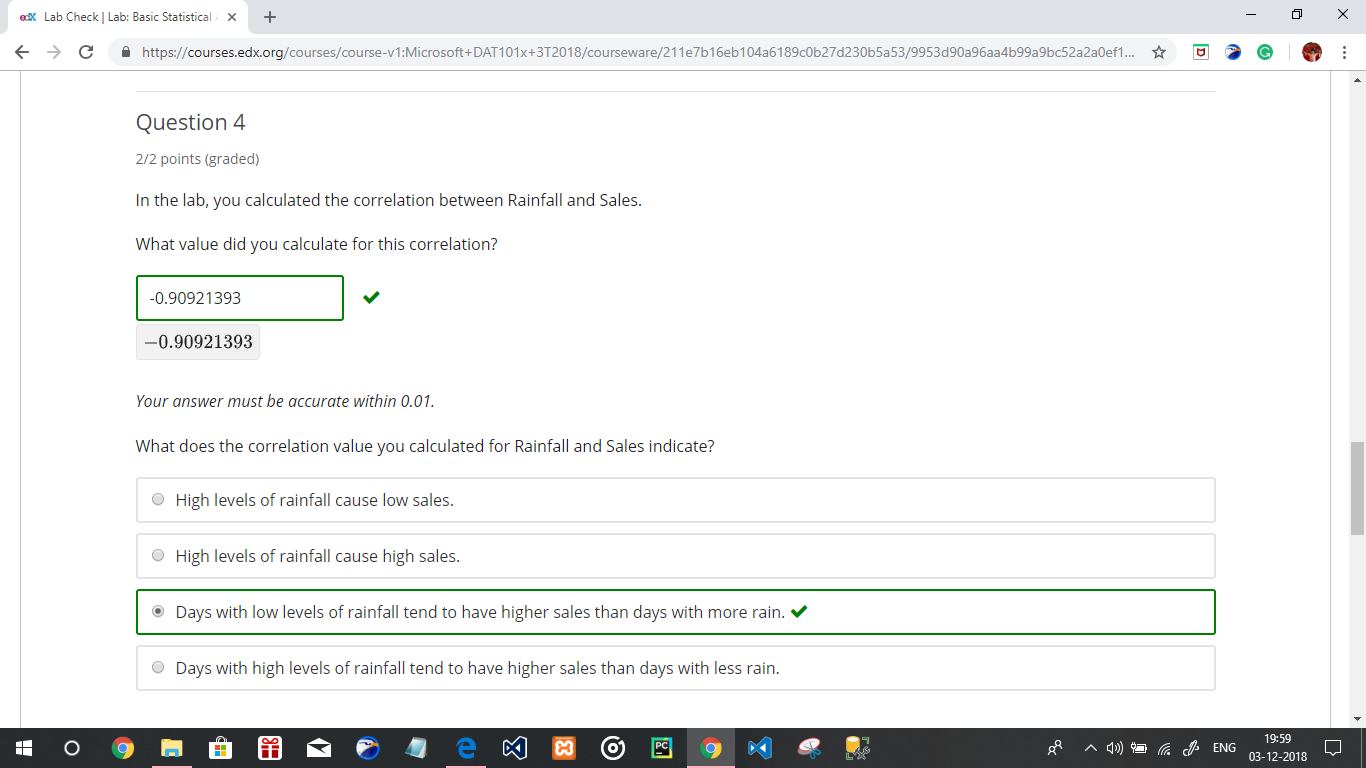 edX Lab Check | Lab: Basic Statistical
https://courses.edx.org/courses/course-v1:Microsoft+DAT101x+3T2018/courseware/211e7b16eb104a6189c0b27d230b5a53/9953d90a96aa4b99a9bc52a2a0ef1...
Question 4
2/2 points (graded)
In the lab, you calculated the correlation between Rainfall and Sales.
What value did you calculate for this correlation?
-0.90921393
−0.90921393
Your answer must be accurate within 0.01.
What does the correlation value you calculated for Rainfall and Sales indicate?
High levels of rainfall cause low sales.
High levels of rainfall cause high sales.
Days with low levels of rainfall tend to have higher sales than days with more rain.
Days with high levels of rainfall tend to have higher sales than days with less rain.
PC
ENG
19:59
03-12-2018